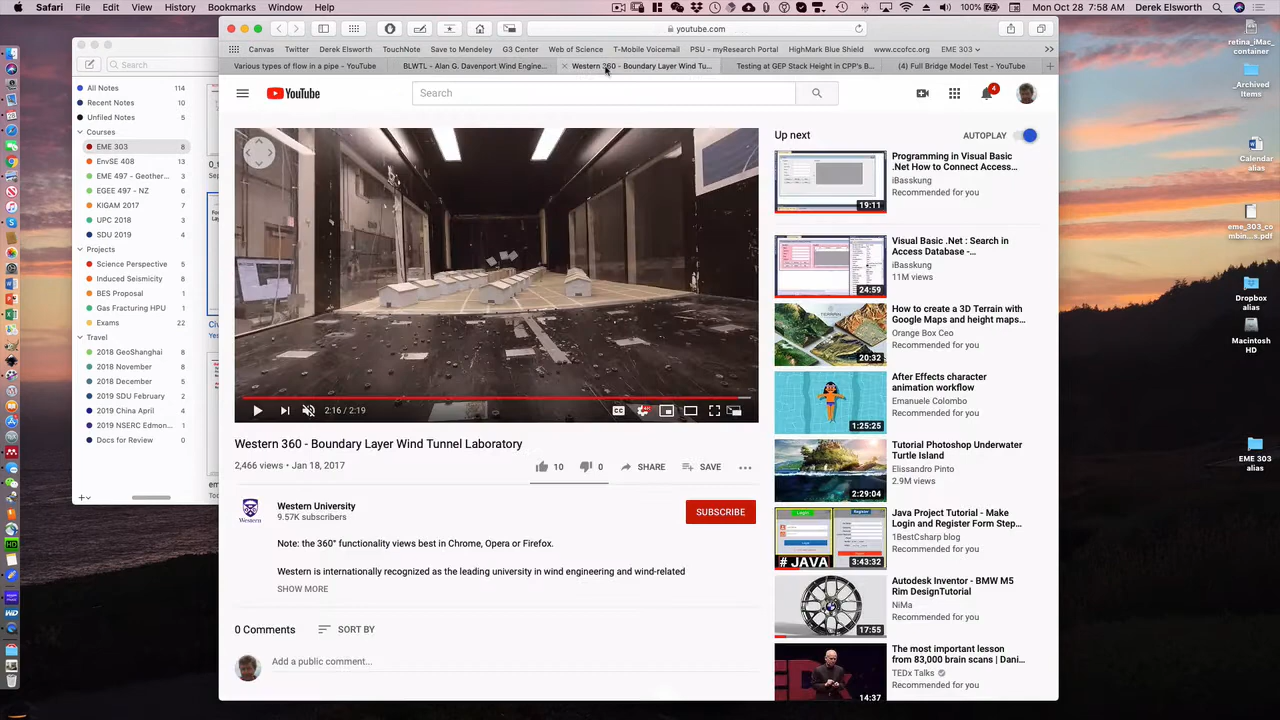 Safari File Edit View History Bookmarks Window Help
100% Mon Oct 28 7:58 AM Derek Elsworth
youtube.com
Canvas Twitter Derek Elsworth TouchNote Save to Mendeley G3 Center Web of Science T-Mobile Voicemail PSU - myResearch Portal HighMark Blue Shield www.ccofcc.org EME 303
Various types of flow in a pipe - YouTube
BLWTL - Alan G. Davenport Wind Engine...
Western 360 - Boundary Layer Wind Tu...
Testing at GEP Stack Height in CPP's B...
(4) Full Bridge Model Test - YouTube
Search
All Notes 114
Recent Notes 10
Unfiled Notes 5
Courses
EME 303 8
EnvSE 408 13
EME 497 - Geother... 3
EGEE 497 - NZ 6
KIGAM 2017 7
UPC 2018 3
SDU 2019 4
Projects
Science Perspective 5
Induced Seismicity 8
BES Proposal 1
Gas Fracturing HPU 1
Exams 22
Travel
2018 GeoShanghai 8
2018 November 8
2018 December 5
2019 SDU February 2
2019 China April 4
2019 NSERC Edmon... 1
Docs for Review 0
YouTube
Search
4
2:16 / 2:19
Western 360 - Boundary Layer Wind Tunnel Laboratory
2,466 views • Jan 18, 2017
10 0 SHARE SAVE
Western University
9.57K subscribers
SUBSCRIBE
Western
Note: the 360° functionality views best in Chrome, Opera or Firefox.
Western is internationally recognized as the leading university in wind engineering and wind-related
SHOW MORE
0 Comments SORT BY
Add a public comment...
Up next AUTOPLAY
Programming in Visual Basic
.Net How to Connect Access...
iBasskung
Recommended for you
19:11
Visual Basic .Net : Search in
Access Database -...
iBasskung
11M views
24:59
How to create a 3D Terrain with
Google Maps and height maps...
Orange Box Ceo
Recommended for you
20:32
After Effects character
animation workflow
Emanuele Colombo
Recommended for you
1:25:25
Tutorial Photoshop Underwater
Turtle Island
Elissandro Pinto
2.9M views
2:29:04
Java Project Tutorial - Make
Login and Register Form Step...
1BestCsharp blog
Recommended for you
# JAVA
3:43:32
Autodesk Inventor - BMW M5
Rim DesignTutorial
NiMa
Recommended for you
17:55
The most important lesson
from 83,000 brain scans | Dani...
TEDx Talks
Recommended for you
14:37
retina_iMac_
country
_Archived
Items
Calendar
alias
eme_303_co
mbin...s.pdf
Dropbox
alias
Macintosh
HD
EME 303
alias